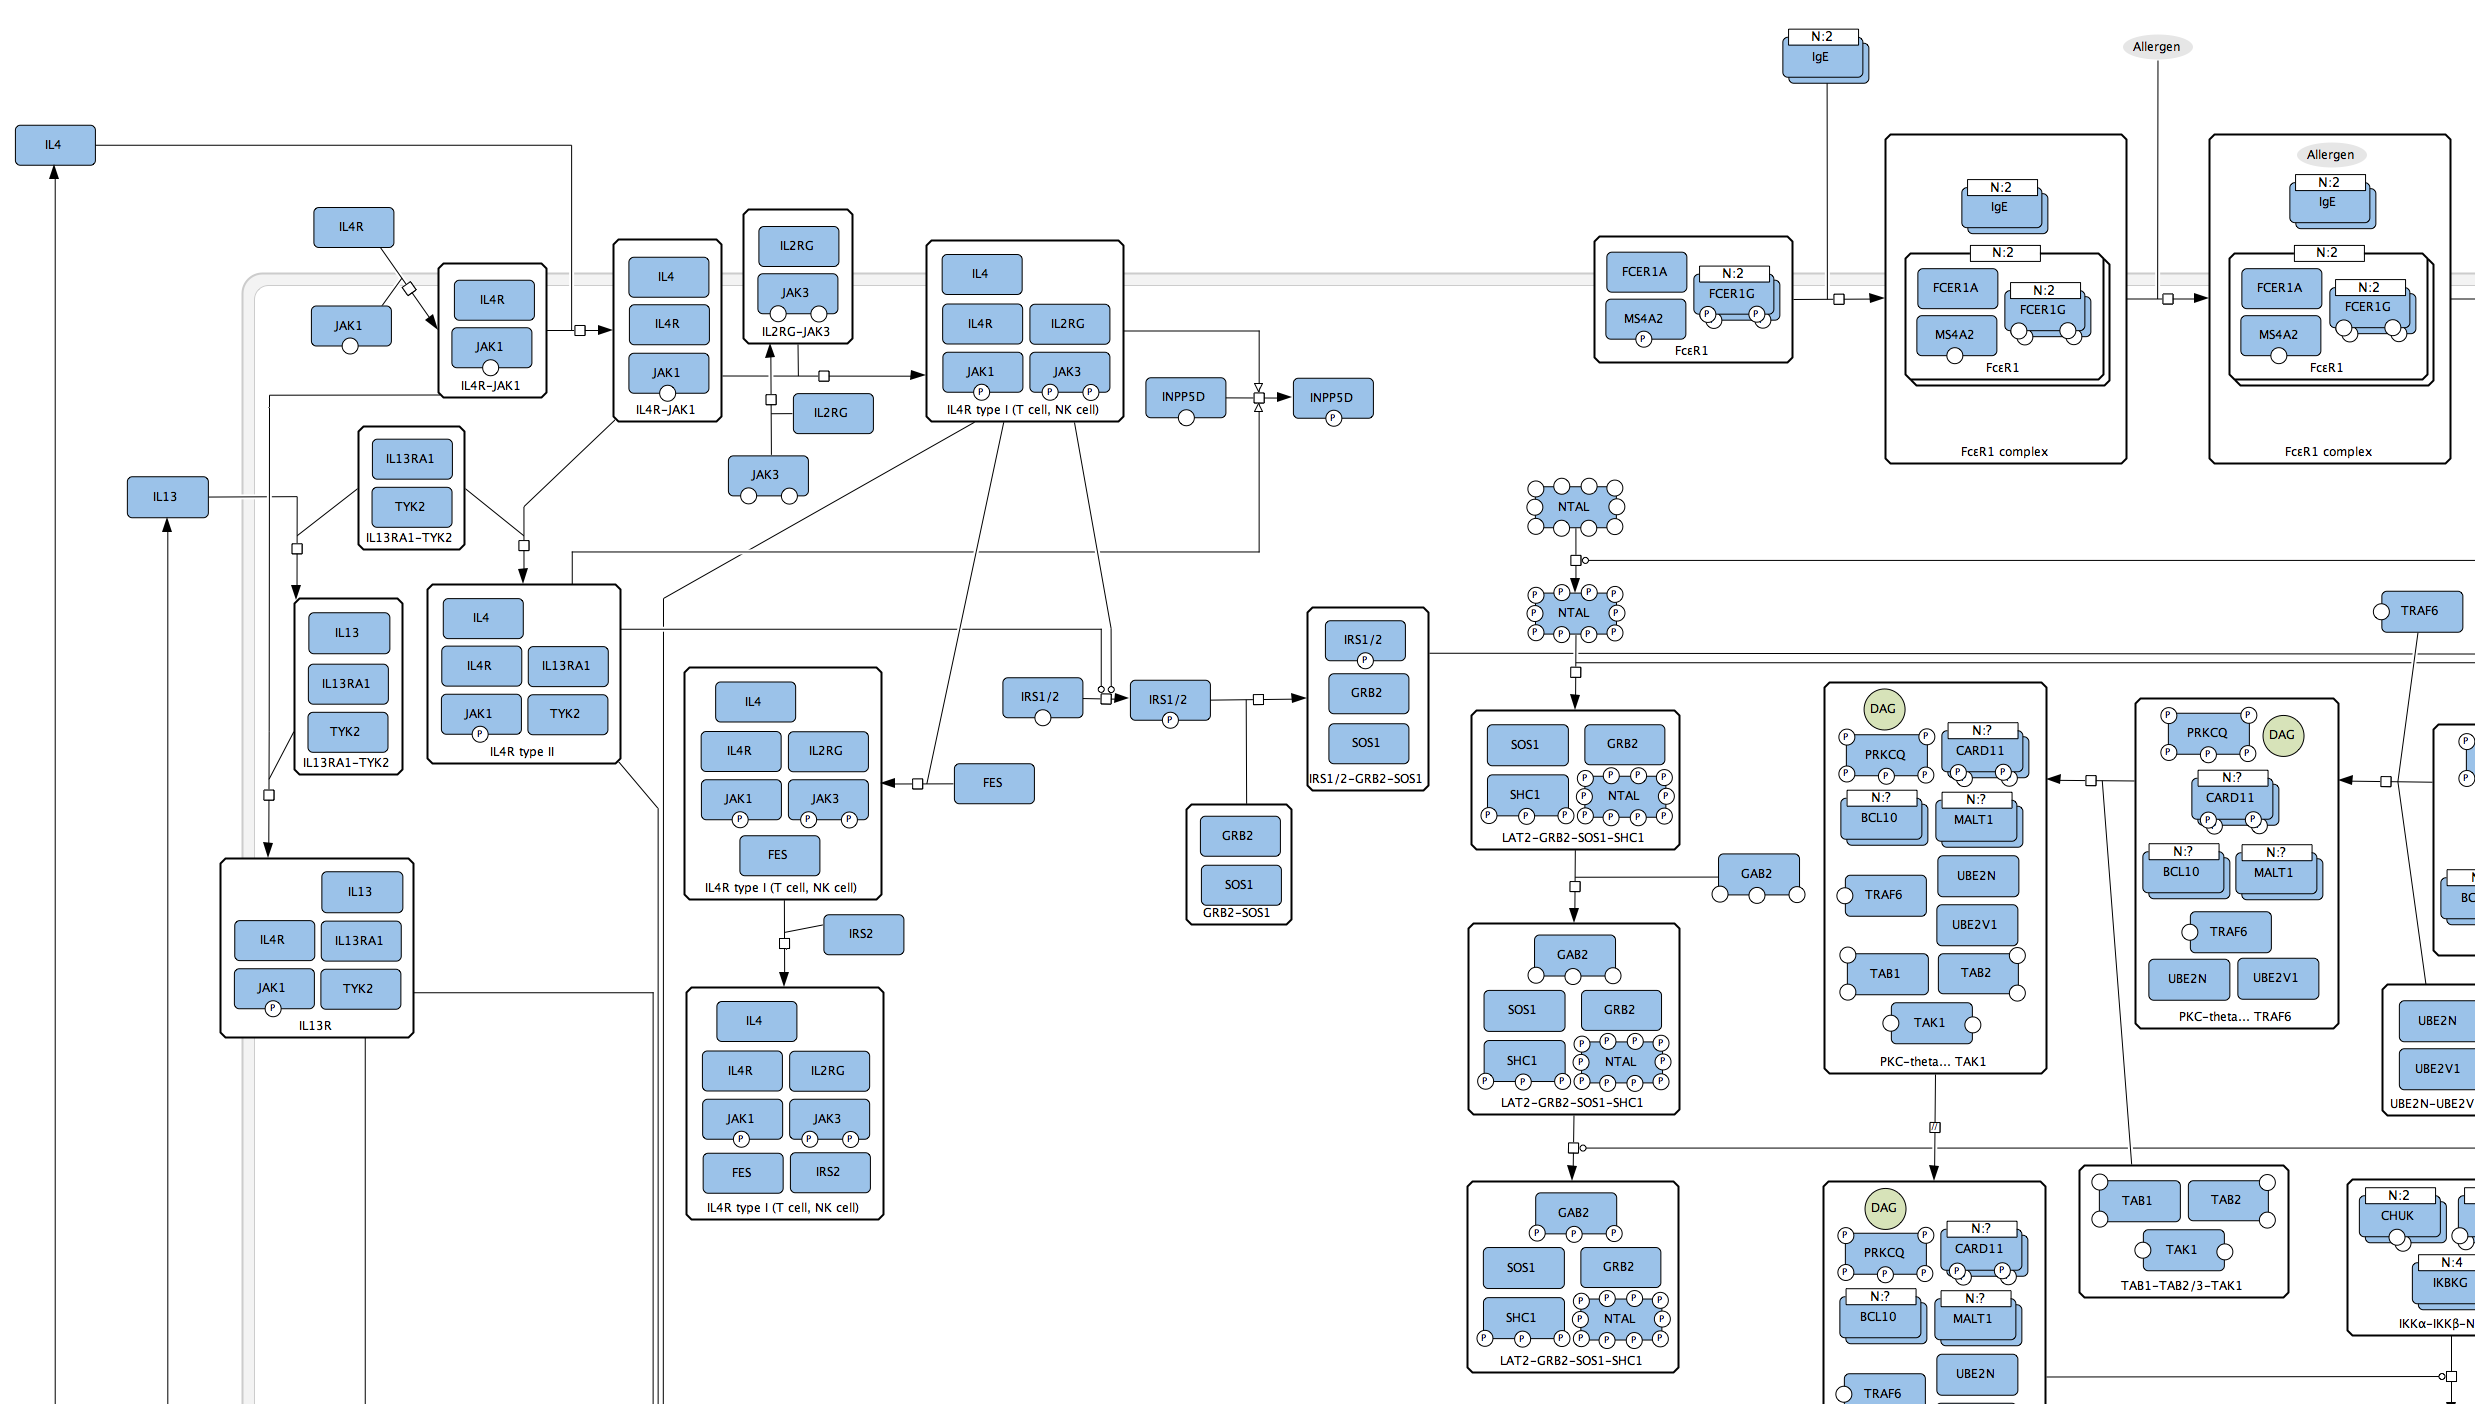 N:2
IgE
Allergen
IL4
IL4R
JAK1
IL4R
JAK1
IL4R-JAK1
IL4
IL4R
JAK1
IL4R-JAK1
IL2RG
JAK3
IL2RG-JAK3
IL2RG
JAK3
IL4
IL4R
IL2RG
JAK1
P
JAK3
P
P
IL4R type I (T cell, NK cell)
INPP5D
INPP5D
P
FCER1A
N:2
FCER1G
P
P
MS4A2
P
FcεR1
N:2
IgE
N:2
FCER1A
N:2
FCER1G
MS4A2
FcεR1
FcεR1 complex
Allergen
N:2
IgE
N:2
FCER1A
N:2
FCER1G
MS4A2
FcεR1
FcεR1 complex
IL13
IL13RA1
TYK2
IL13RA1-TYK2
IL13
IL13RA1
TYK2
IL13RA1-TYK2
IL4
IL4R
IL13RA1
JAK1
P
TYK2
IL4R type II
IL13
IL4R
IL13RA1
JAK1
P
TYK2
IL13R
IL4
IL4R
IL2RG
JAK1
P
JAK3
P
P
FES
IL4R type I (T cell, NK cell)
FES
IRS2
IL4
IL4R
IL2RG
JAK1
P
JAK3
P
P
FES
IRS2
IL4R type I (T cell, NK cell)
IRS1/2
IRS1/2
P
IRS1/2
P
GRB2
SOS1
IRS1/2-GRB2-SOS1
GRB2
SOS1
GRB2-SOS1
NTAL
P
P
P
P
P
NTAL
P
P
P
P
P
SOS1
GRB2
SHC1
P
P
P
P
P
P
P
P
NTAL
P
P
P
P
P
LAT2-GRB2-SOS1-SHC1
GAB2
GAB2
SOS1
GRB2
SHC1
P
P
P
P
P
P
P
P
NTAL
P
P
P
P
P
LAT2-GRB2-SOS1-SHC1
GAB2
P
P
P
SOS1
GRB2
SHC1
P
P
P
P
P
P
P
P
NTAL
P
P
P
P
P
LAT2-GRB2-SOS1-SHC1
DAG
P
P
PRKCQ
P
P
P
N:?
CARD11
P
P
N:?
BCL10
N:?
MALT1
UBE2N
TRAF6
UBE2V1
TAB1
TAB2
TAK1
PKC-theta... TAK1
P
P
PRKCQ
P
P
P
DAG
N:?
CARD11
P
P
N:?
BCL10
N:?
MALT1
TRAF6
UBE2N
UBE2V1
PKC-theta... TRAF6
TRAF6
P
P
N
BC
UBE2N
UBE2V1
UBE2N-UBE2V
DAG
P
P
PRKCQ
P
P
P
N:?
CARD11
P
P
N:?
BCL10
N:?
MALT1
UBE2N
TRAF6
TAB1
TAB2
TAK1
TAB1-TAB2/3-TAK1
N:2
CHUK
N:4
IKBKG
IKKα-IKKβ-N